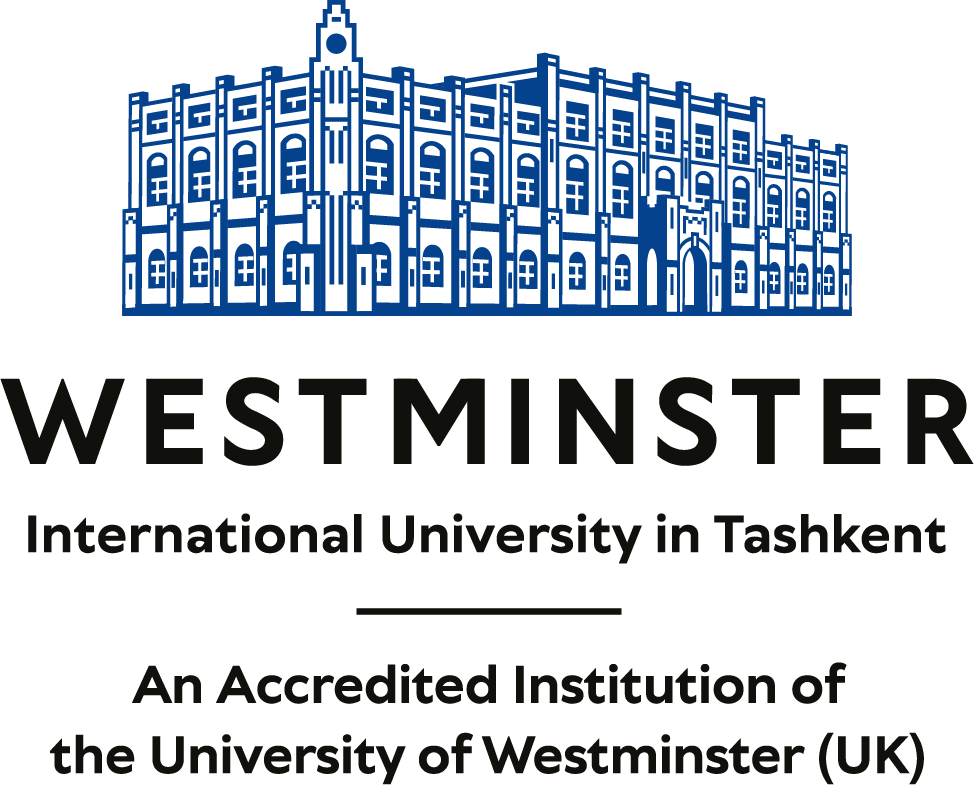 WESTMINSTER
International University in Tashkent
An Accredited Institution of
the University of Westminster (UK)